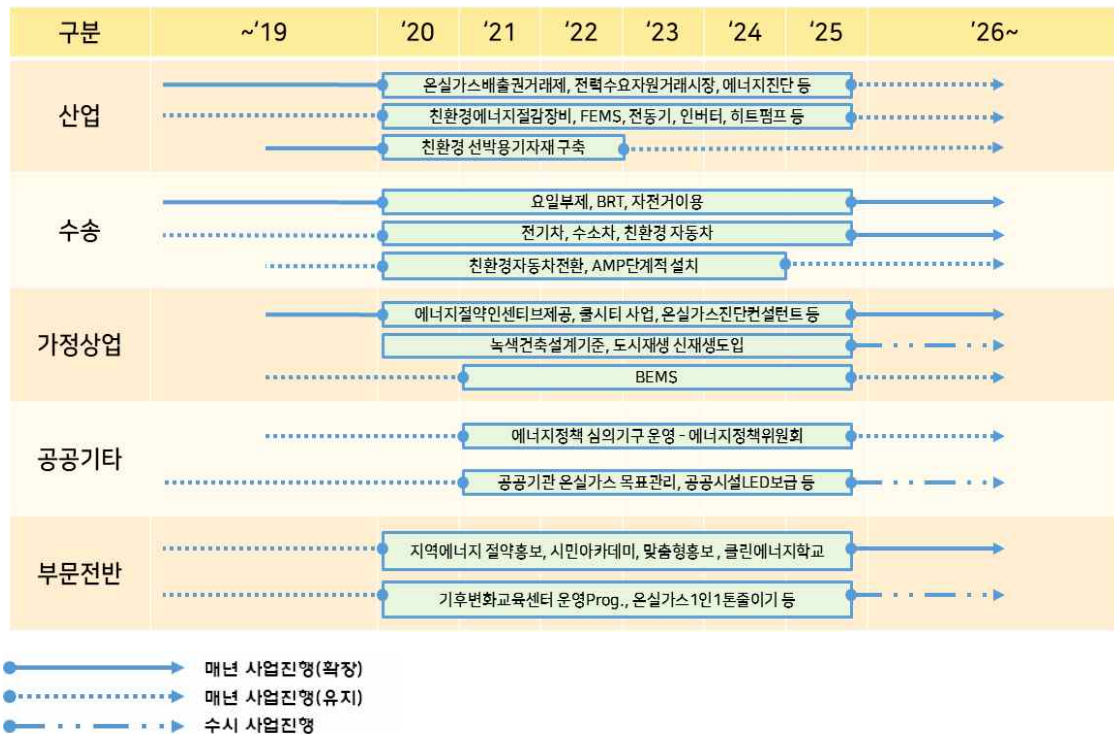 구분 ~'19 '20 '21 '22 '23 '24 '25 '26~
산업
온실가스배출권거래제, 전력수요자원거래시장, 에너지진단 등
친환경에너지절감장비, FEMS, 전동기, 인버터, 히트펌프 등
친환경 선박용기자재 구축
수송
요일부제, BRT, 자전거이용
전기차, 수소차, 친환경 자동차
친환경자동차전환, AMP단계적 설치
가정상업
에너지절약인센티브제공, 쿨시티 사업, 온실가스진단컨설턴트 등
녹색건축설계기준, 도시재생 신재생도입
BEMS
공공기타
에너지정책 심의기구 운영 - 에너지정책위원회
공공기관 온실가스 목표관리, 공공시설LED보급 등
부문전반
지역에너지 절약홍보, 시민아카데미, 맞춤형홍보, 클린에너지학교
기후변화교육센터 운영Prog., 온실가스1인1톤줄이기 등
매년 사업진행(확장)
매년 사업진행(유지)
수시 사업진행